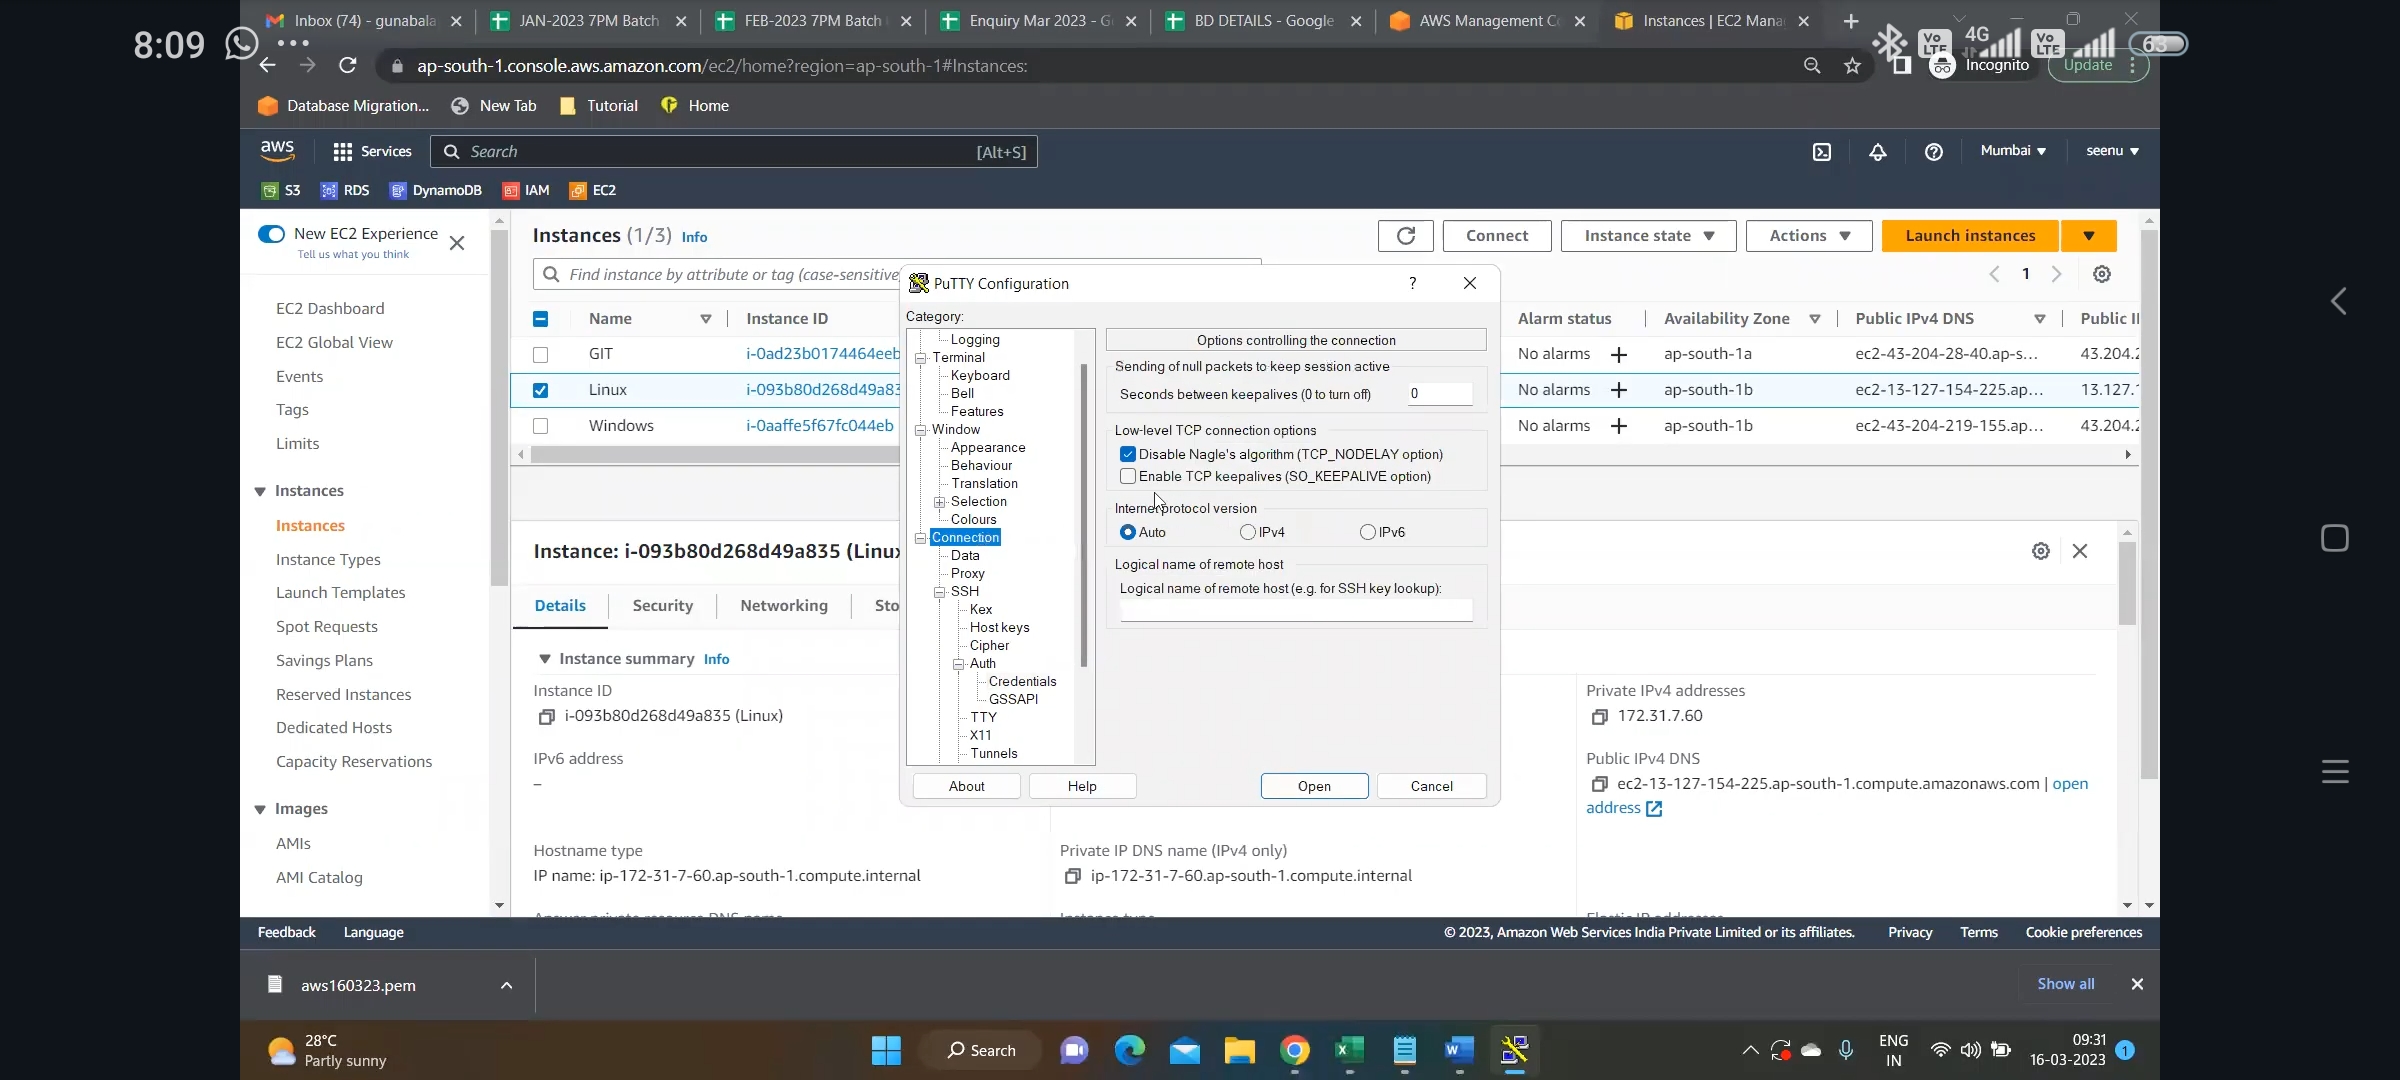 8:09
Inbox (74) - gunabala
JAN-2023 7PM Batch
FEB-2023 7PM Batch
Enquiry Mar 2023 - G
BD DETAILS - Google
AWS Management C
Instances | EC2 Mana
Vo LTE
4G
Vo LTE
63
ap-south-1.console.aws.amazon.com/ec2/home?region=ap-south-1#Instances:
Incognito
Update
Database Migration...
New Tab
Tutorial
Home
aws
Services
Search
[Alt+S]
Mumbai
seenu
S3
RDS
DynamoDB
IAM
EC2
New EC2 Experience
Tell us what you think
EC2 Dashboard
EC2 Global View
Events
Tags
Limits
Instances
Instances
Instance Types
Launch Templates
Spot Requests
Savings Plans
Reserved Instances
Dedicated Hosts
Capacity Reservations
Images
AMIs
AMI Catalog
Instances (1/3) Info
Connect
Instance state
Actions
Launch instances
Find instance by attribute or tag (case-sensitive
1
Name
Instance ID
Alarm status
Availability Zone
Public IPv4 DNS
Public I
GIT
i-0ad23b0174464eeb
No alarms
ap-south-1a
ec2-43-204-28-40.ap-s...
43.204.2
Linux
i-093b80d268d49a83
No alarms
ap-south-1b
ec2-13-127-154-225.ap...
13.127.1
Windows
i-0aaffe5f67fc044eb
No alarms
ap-south-1b
ec2-43-204-219-155.ap...
43.204.2
PuTTY Configuration
?
Category:
Logging
Terminal
Keyboard
Bell
Features
Window
Appearance
Behaviour
Translation
Selection
Colours
Connection
Data
Proxy
SSH
Kex
Host keys
Cipher
Auth
Credentials
GSSAPI
TTY
X11
Tunnels
Options controlling the connection
Sending of null packets to keep session active
Seconds between keepalives (0 to turn off)
0
Low-level TCP connection options
Disable Nagle's algorithm (TCP_NODELAY option)
Enable TCP keepalives (SO_KEEPALIVE option)
Internet protocol version
Auto
IPv4
IPv6
Logical name of remote host
Logical name of remote host (e.g. for SSH key lookup):
About
Help
Open
Cancel
Instance: i-093b80d268d49a835 (Linux
Details
Security
Networking
Sto
Instance summary Info
Instance ID
i-093b80d268d49a835 (Linux)
Private IPv4 addresses
172.31.7.60
IPv6 address
–
Public IPv4 DNS
ec2-13-127-154-225.ap-south-1.compute.amazonaws.com | open
address
Hostname type
IP name: ip-172-31-7-60.ap-south-1.compute.internal
Private IP DNS name (IPv4 only)
ip-172-31-7-60.ap-south-1.compute.internal
Feedback
Language
© 2023, Amazon Web Services India Private Limited or its affiliates.
Privacy
Terms
Cookie preferences
aws160323.pem
Show all
28°C
Partly sunny
Search
ENG
IN
09:31
16-03-2023
1